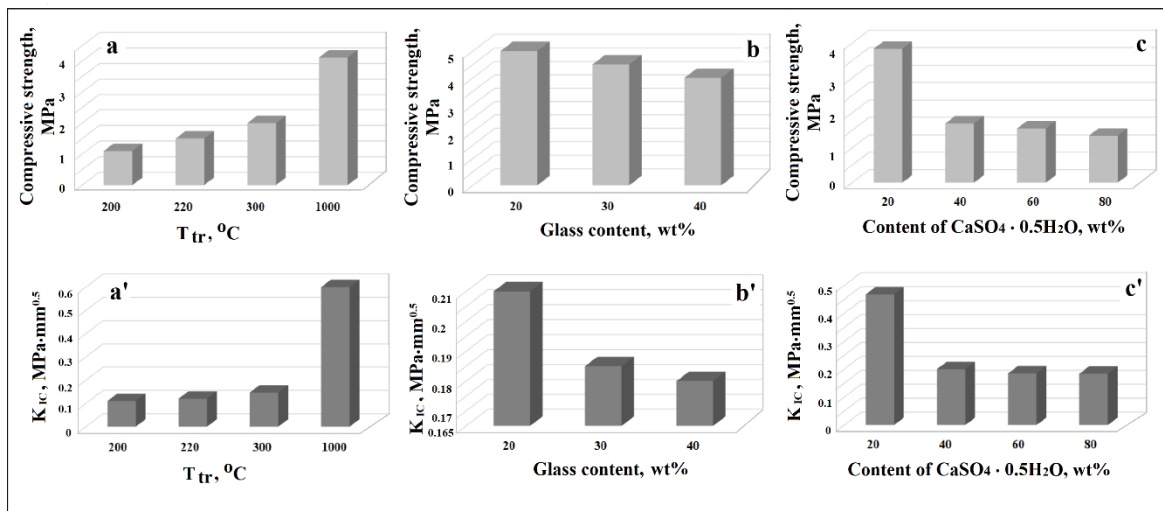 Compressive strength,
MPa
a
4
3
2
1
0
200 220 300 1000
T tr, ºC
Compressive strength,
MPa
b
5
4
3
2
1
0
20 30 40
Glass content, wt%
Compressive strength,
MPa
c
4
3
2
1
0
20 40 60 80
Content of CaSO4 · 0.5H2O, wt%
K IC, MPa·mm0.5
a'
0.6
0.5
0.4
0.3
0.2
0.1
0
200 220 300 1000
T tr, ºC
K IC, MPa·mm0.5
b'
0.21
0.2
0.19
0.18
0.17
0.165
20 30 40
Glass content, wt%
K IC, MPa·mm0.5
c'
0.5
0.4
0.3
0.2
0.1
0
20 40 60 80
Content of CaSO4 · 0.5H2O, wt%